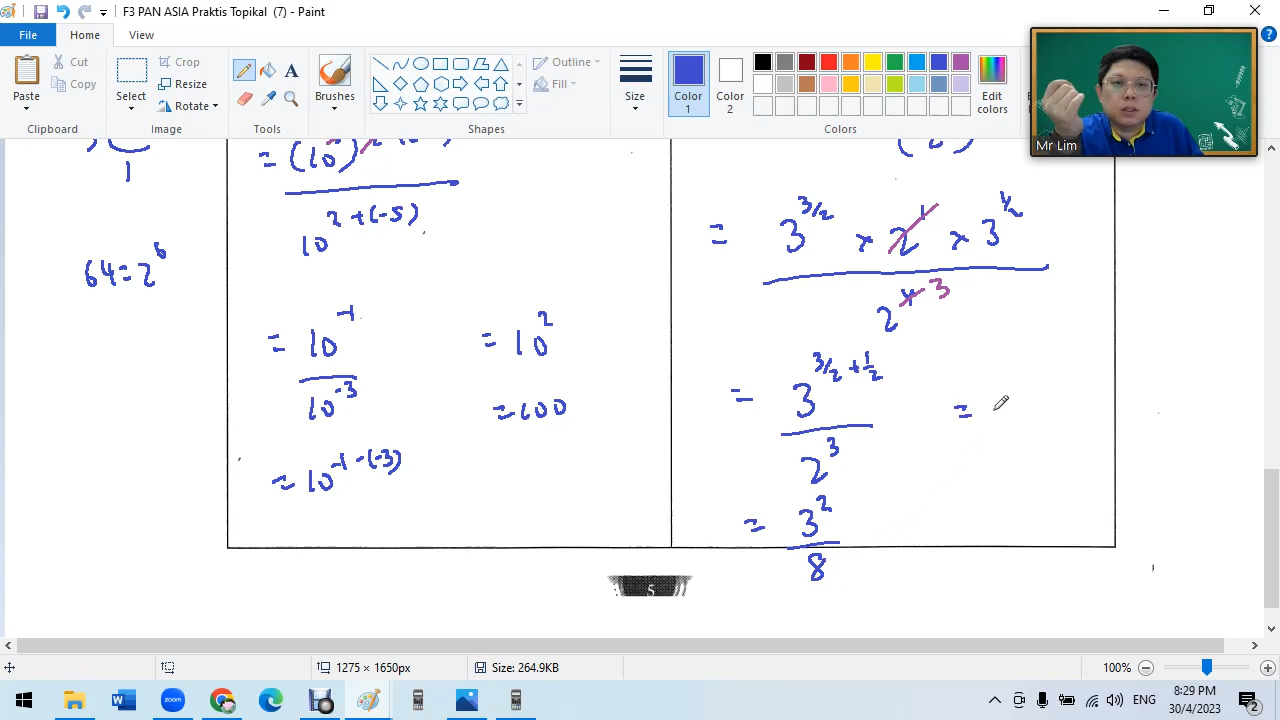 F3 PAN ASIA Praktis Topikal (7) - Paint
File Home View
Paste Cut Copy Clipboard
Select Crop Resize Rotate Image
Tools
Brushes
Outline Fill Shapes
Size
Color 1 Color 2 Edit colors Colors
Mr Lim
1
10^(2+(-5))
64=2^6
= 10^-1 / 10^-3
= 10^2
=100
= 10^(-1-(-3))
= 3^(3/2) × 2^1 × 3^(1/2)
2^4 3
= 3^(3/2+1/2) / 2^3
=
= 3^2 / 8
5
1275 × 1650px Size: 264.9KB 100%
ENG 8:29 PM 30/4/2023 2
W zoom